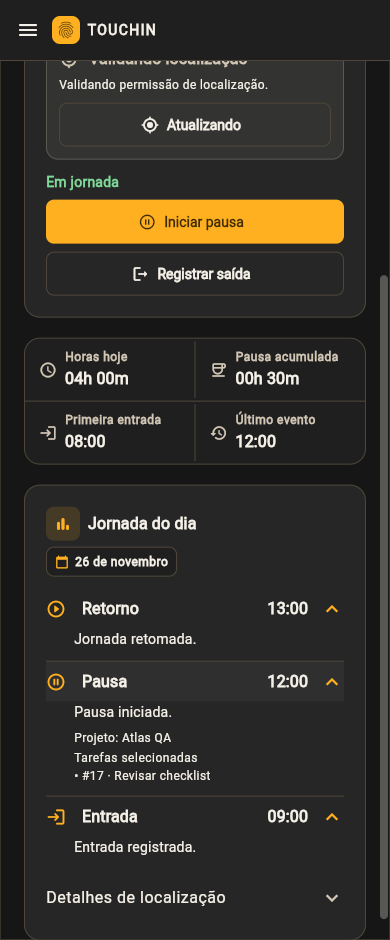 TOUCHIN
Validando localização
Validando permissão de localização.
Atualizando
Em jornada
Iniciar pausa
Registrar saída
Horas hoje
04h 00m
Pausa acumulada
00h 30m
Primeira entrada
08:00
Último evento
12:00
Jornada do dia
26 de novembro
Retorno 13:00
Jornada retomada.
Pausa 12:00
Pausa iniciada.
Projeto: Atlas QA
Tarefas selecionadas
• #17 · Revisar checklist
Entrada 09:00
Entrada registrada.
Detalhes de localização